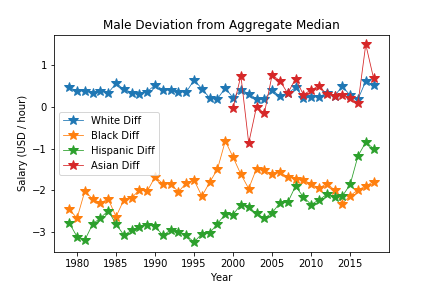 Male Deviation from Aggregate Median
Salary (USD / hour)
1
0
−1
−2
−3
White Diff
Black Diff
Hispanic Diff
Asian Diff
1980 1985 1990 1995 2000 2005 2010 2015
Year